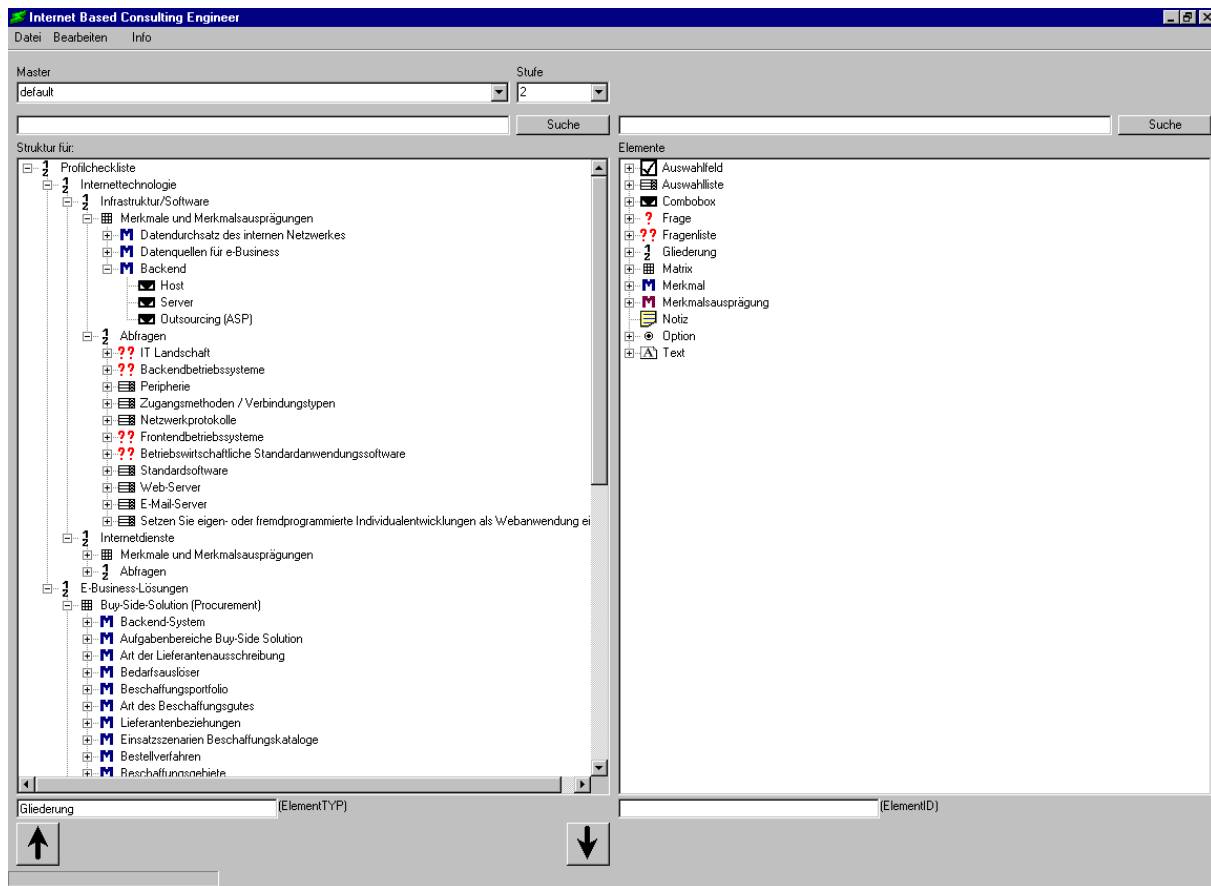 Internet Based Consulting Engineer
Datei Bearbeiten Info
Master
Stufe
default
2
Suche
Suche
Struktur für:
Profilcheckliste
Internettechnologie
Infrastruktur/Software
Merkmale und Merkmalsausprägungen
Datendurchsatz des internen Netzwerkes
Datenquellen für e-Business
Backend
Host
Server
Outsourcing (ASP)
Abfragen
IT Landschaft
Backendbetriebssysteme
Peripherie
Zugangsmethoden / Verbindungstypen
Netzwerkprotokolle
Frontendbetriebssysteme
Betriebswirtschaftliche Standardanwendungssoftware
Standardsoftware
Web-Server
E-Mail-Server
Setzen Sie eigen- oder fremdprogrammierte Individualentwicklungen als Webanwendung ei
Internetdienste
Merkmale und Merkmalsausprägungen
Abfragen
E-Business-Lösungen
Buy-Side-Solution (Procurement)
Backend-System
Aufgabenbereiche Buy-Side Solution
Art der Lieferantenausschreibung
Bedarfsauslöser
Beschaffungsportfolio
Art des Beschaffungsgutes
Lieferantenbeziehungen
Einsatzszenarien Beschaffungskataloge
Bestellverfahren
Beschaffungsgebiete
Gliederung
(ElementTYP)
Elemente
Auswahlfeld
Auswahlliste
Combobox
Frage
Fragenliste
Gliederung
Matrix
Merkmal
Merkmalsausprägung
Notiz
Option
Text
(ElementID)